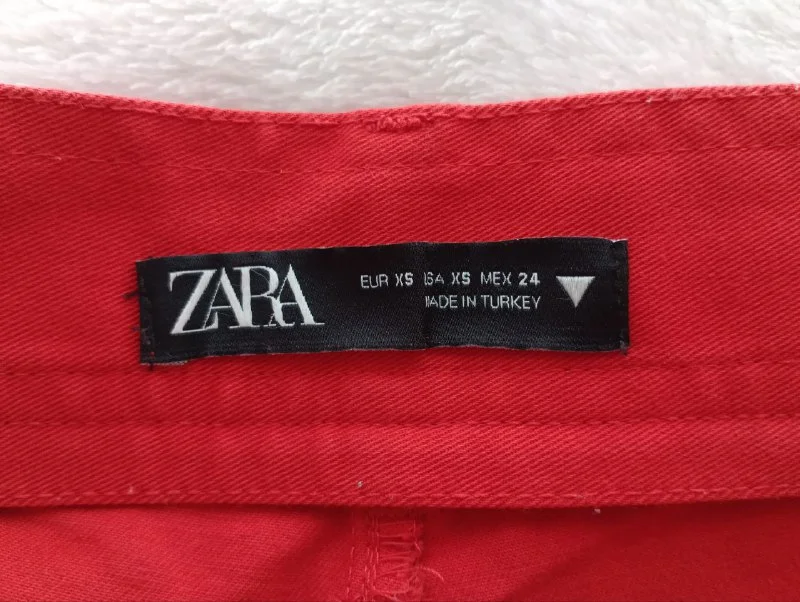 ZARA
EUR XS USA XS MEX 24
MADE IN TURKEY